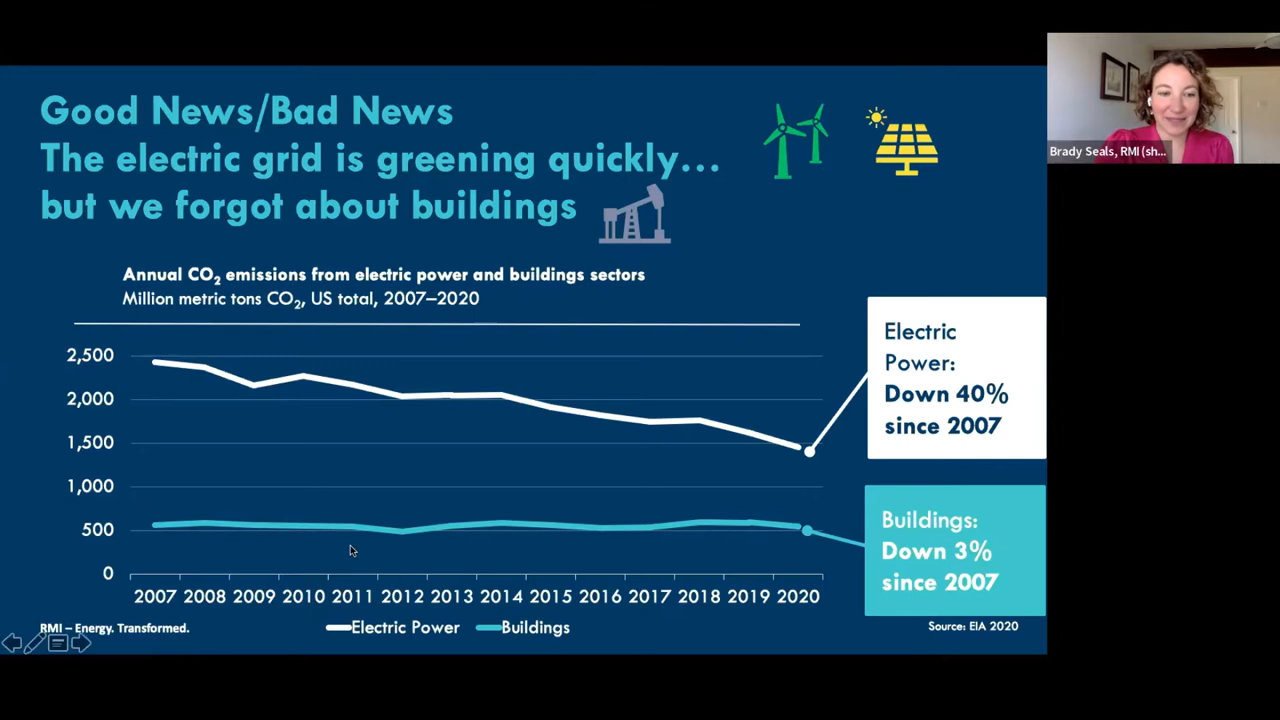 Good News/Bad News
The electric grid is greening quickly…
but we forgot about buildings
Brady Seals, RMI (sh...
Annual CO₂ emissions from electric power and buildings sectors
Million metric tons CO₂, US total, 2007–2020
2,500
2,000
1,500
1,000
500
0
2007 2008 2009 2010 2011 2012 2013 2014 2015 2016 2017 2018 2019 2020
Electric Power Buildings
Electric
Power:
Down 40%
since 2007
Buildings:
Down 3%
since 2007
RMI – Energy. Transformed.
Source: EIA 2020